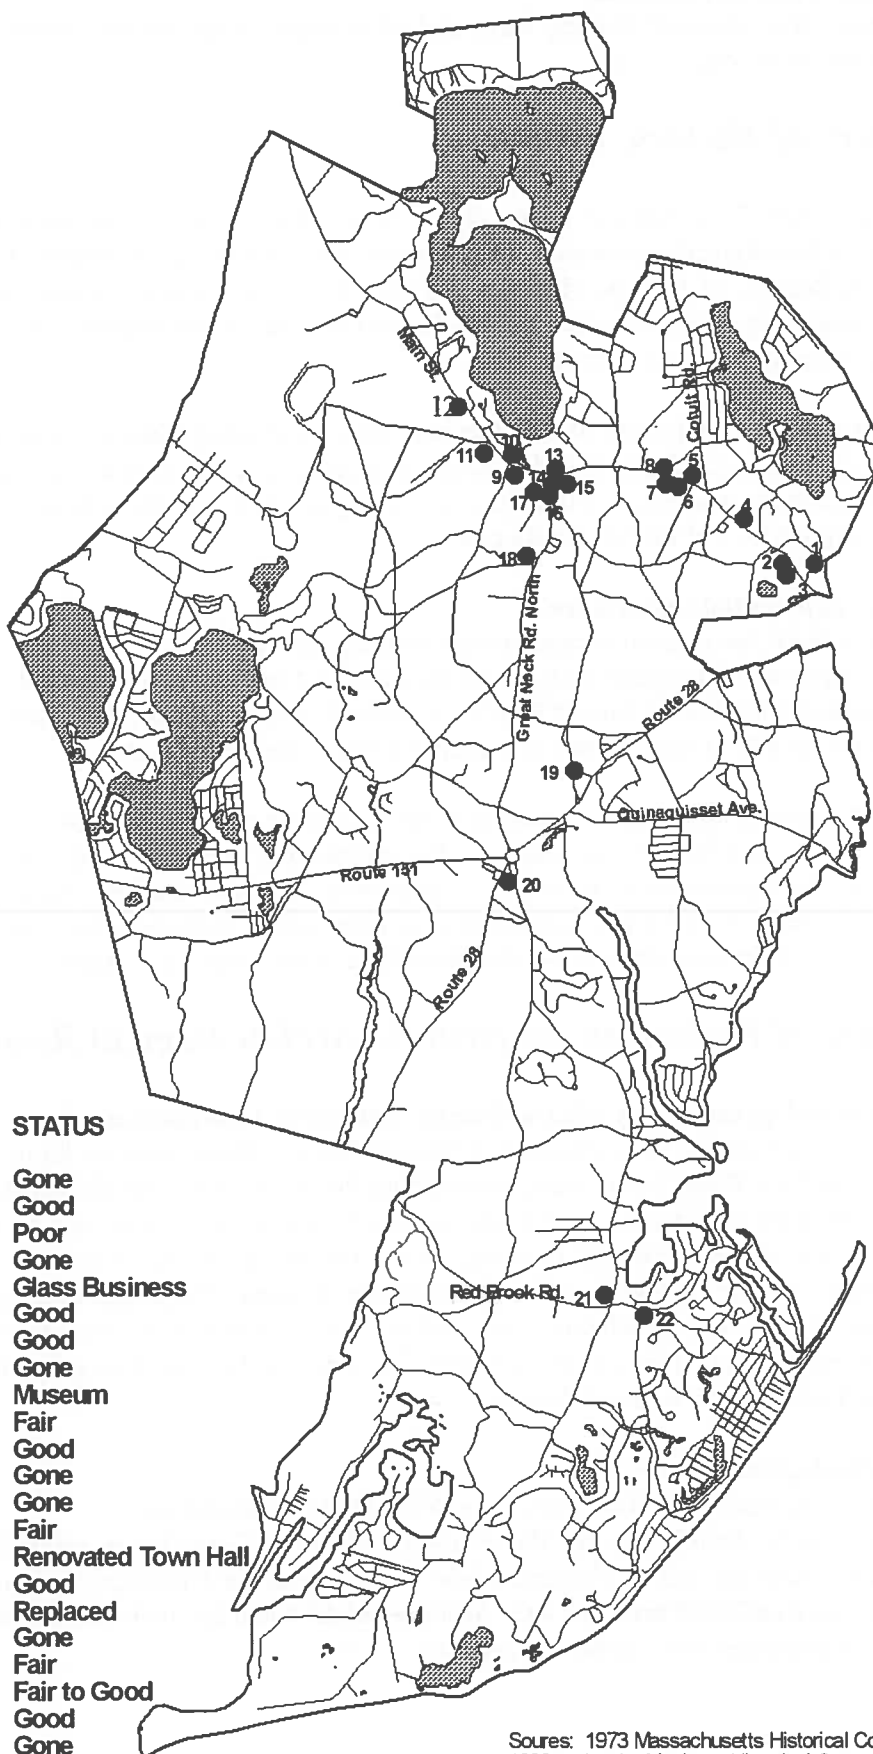 Main St.
Cotuit Rd.
12
10
11
13
8
5
9
14
15
7
6
17
16
4
18
2
1
3
Great Neck Rd. North
Route 28
19
Quinaquisset Ave.
Route 151
20
Route 28
STATUS
Gone
Good
Poor
Gone
Glass Business
Good
Good
Gone
Museum
Fair
Good
Gone
Gone
Fair
Renovated Town Hall
Good
Replaced
Gone
Fair
Fair to Good
Good
Gone
Red Brook Rd.
21
22
Soures: 1973 Massachusetts Historical Co